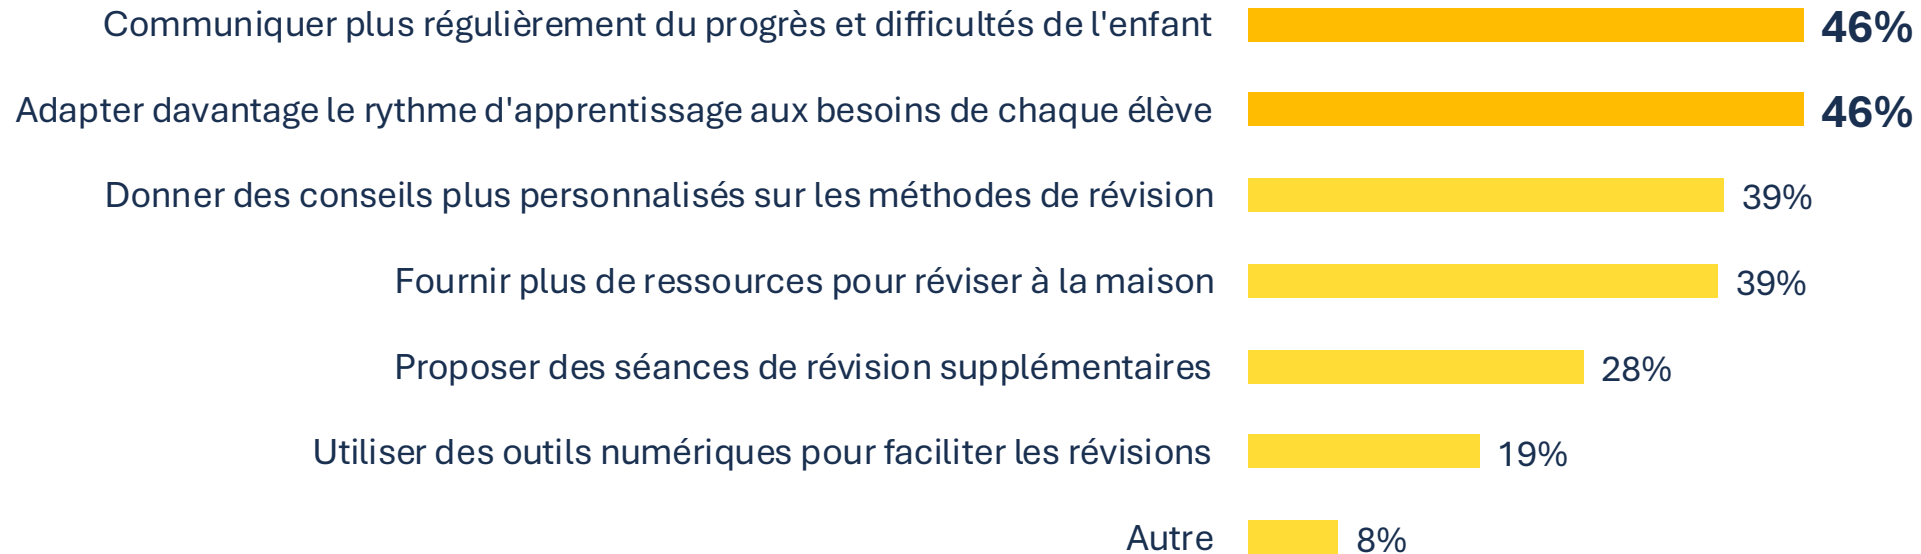 Communiquer plus régulièrement du progrès et difficultés de l'enfant 46%
Adapter davantage le rythme d'apprentissage aux besoins de chaque élève 46%
Donner des conseils plus personnalisés sur les méthodes de révision 39%
Fournir plus de ressources pour réviser à la maison 39%
Proposer des séances de révision supplémentaires 28%
Utiliser des outils numériques pour faciliter les révisions 19%
Autre 8%